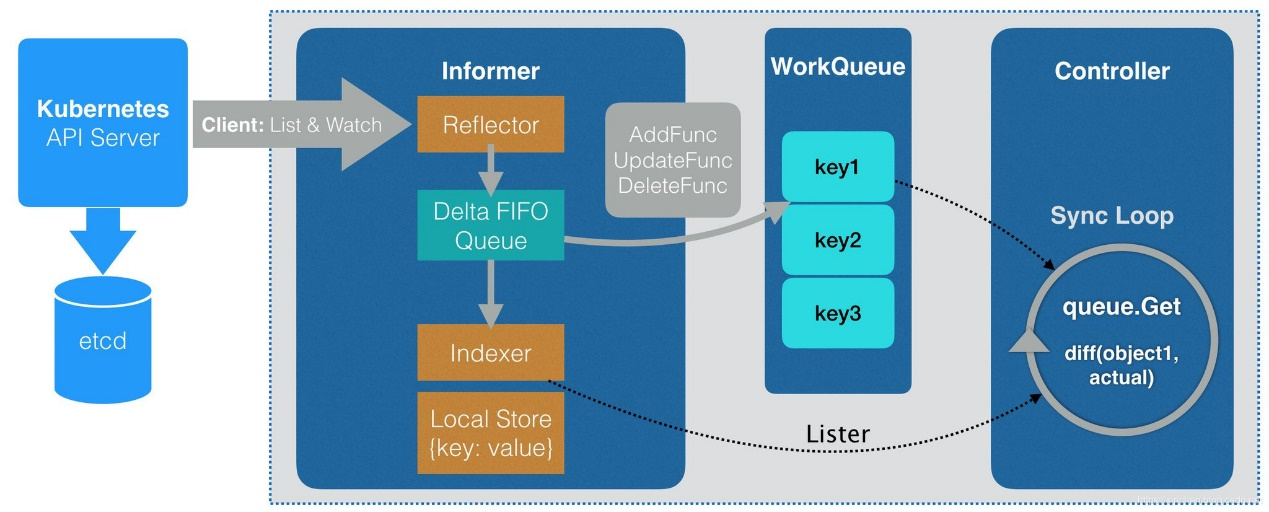 Kubernetes
API Server
etcd
Client: List & Watch
Informer
Reflector
Delta FIFO
Queue
Indexer
Local Store
{key: value}
AddFunc
UpdateFunc
DeleteFunc
WorkQueue
key1
key2
key3
Lister
Controller
Sync Loop
queue.Get
diff(object1,
actual)